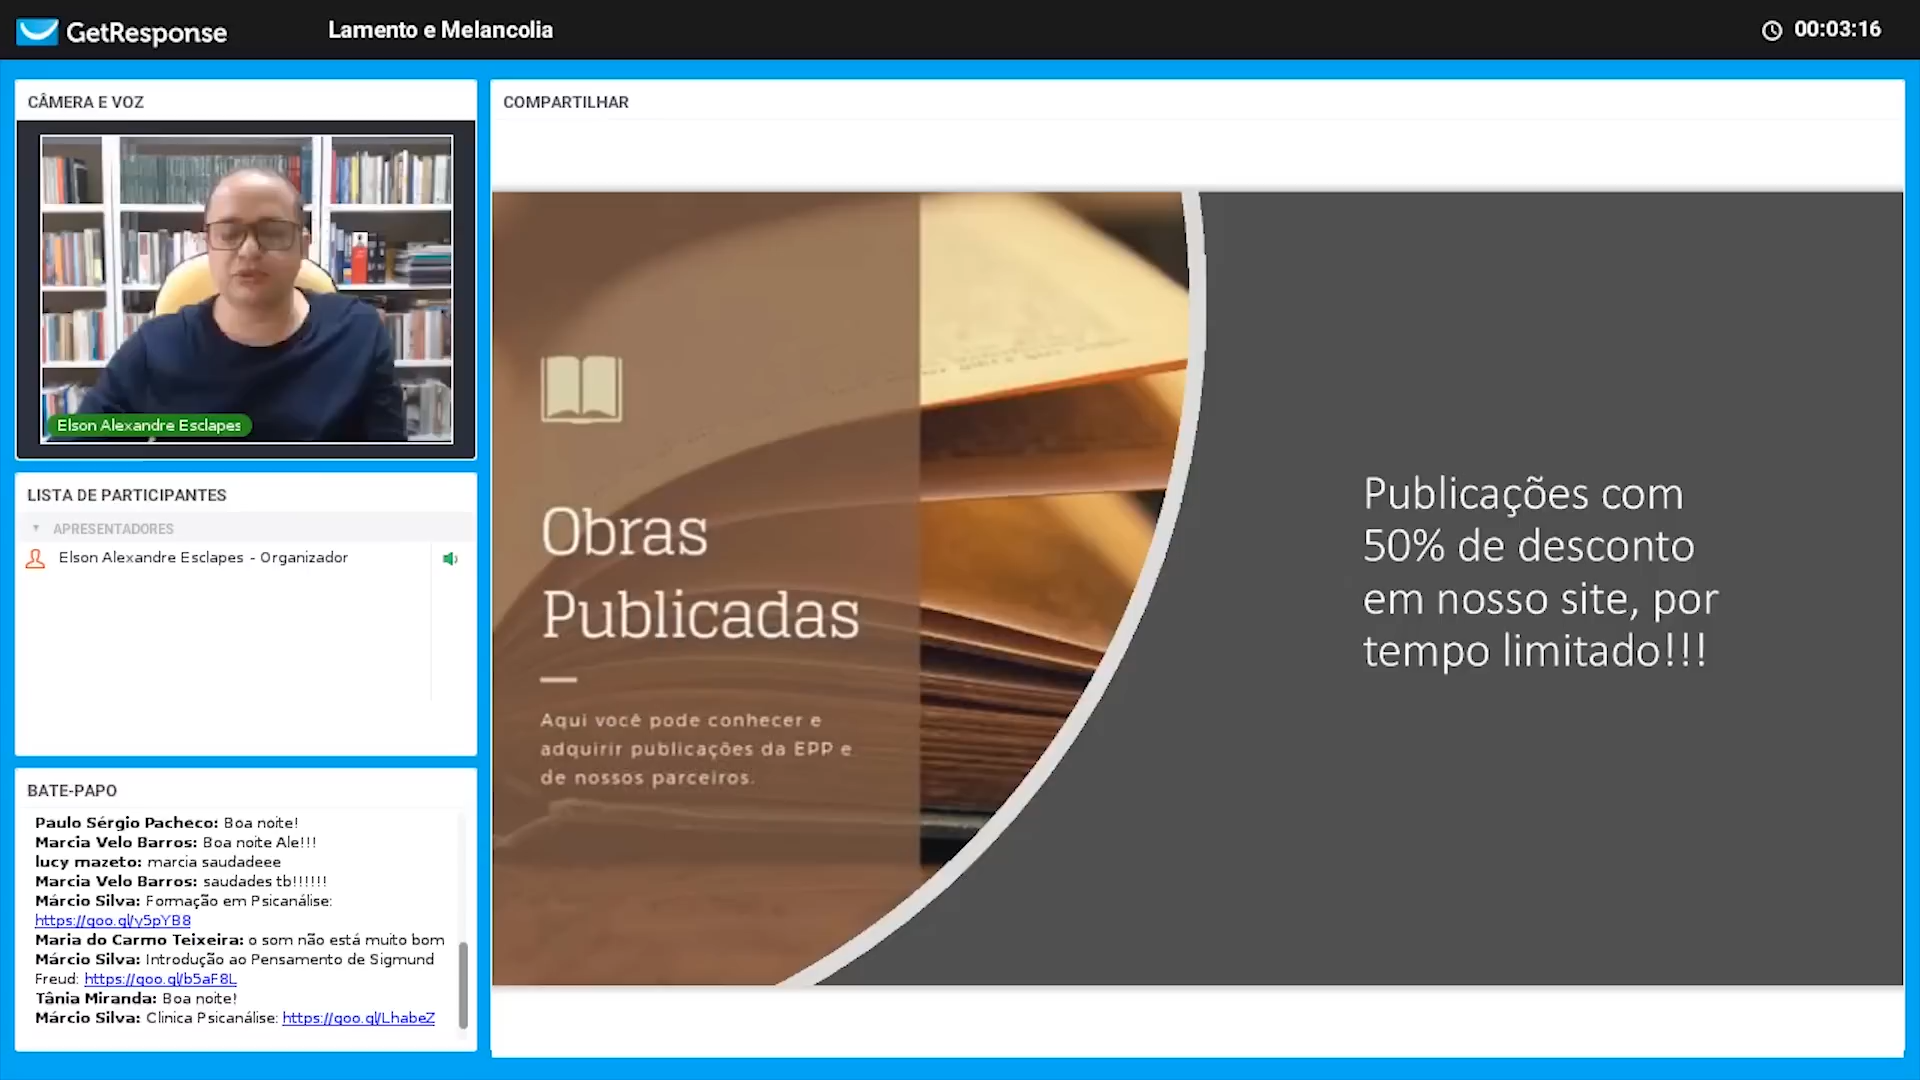 GetResponse
Lamento e Melancolia
00:03:16
CÂMERA E VOZ
Elson Alexandre Esclapes
LISTA DE PARTICIPANTES
APRESENTADORES
Elson Alexandre Esclapes - Organizador
BATE-PAPO
Paulo Sérgio Pacheco: Boa noite!
Marcia Velo Barros: Boa noite Ale!!!
lucy mazeto: marcia saudadeee
Marcia Velo Barros: saudades tb!!!!!!
Márcio Silva: Formação em Psicanálise:
https://goo.gl/y5pYB8
Maria do Carmo Teixeira: o som não está muito bom
Márcio Silva: Introdução ao Pensamento de Sigmund
Freud: https://goo.gl/b5aF8L
Tânia Miranda: Boa noite!
Márcio Silva: Clinica Psicanálise: https://goo.gl/LhabeZ
COMPARTILHAR
Obras
Publicadas
Aqui você pode conhecer e
adquirir publicações da EPP e
de nossos parceiros.
Publicações com
50% de desconto
em nosso site, por
tempo limitado!!!